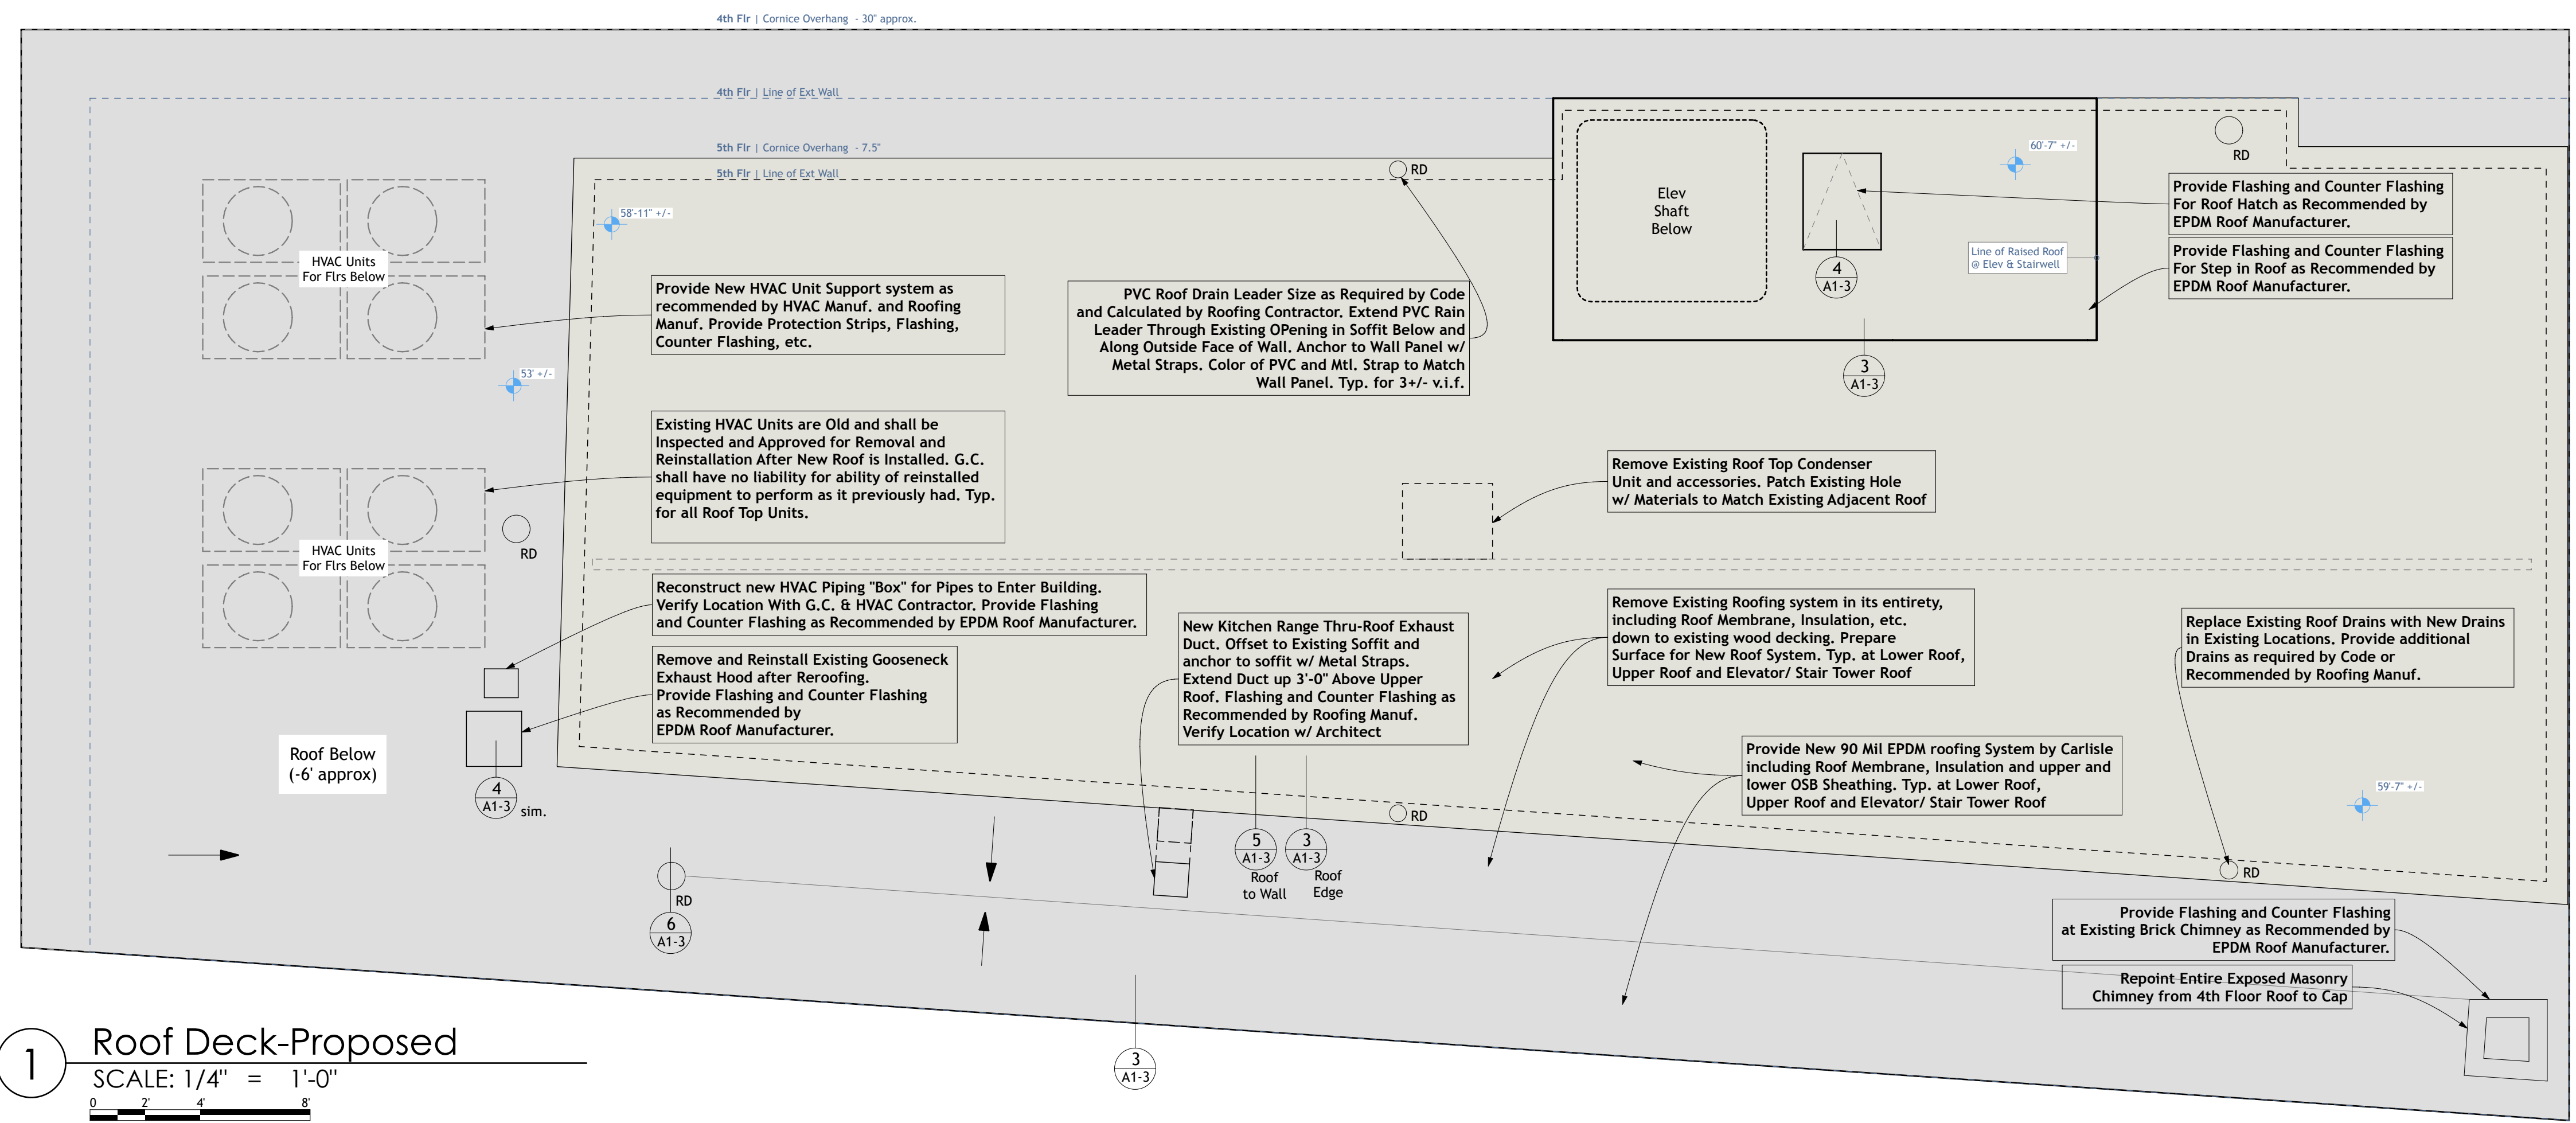 4th Flr | Cornice Overhang - 30" approx.
4th Flr | Line of Ext Wall
5th Flr | Cornice Overhang - 7.5"
5th Flr | Line of Ext Wall
58'-11" +/-
53' +/-
60'-7" +/-
59'-7" +/-
HVAC Units
For Flrs Below
HVAC Units
For Flrs Below
RD
RD
RD
RD
RD
RD
Elev
Shaft
Below
4
A1-3
Line of Raised Roof
@ Elev & Stairwell
3
A1-3
Provide Flashing and Counter Flashing
For Roof Hatch as Recommended by
EPDM Roof Manufacturer.
Provide Flashing and Counter Flashing
For Step in Roof as Recommended by
EPDM Roof Manufacturer.
Provide New HVAC Unit Support system as
recommended by HVAC Manuf. and Roofing
Manuf. Provide Protection Strips, Flashing,
Counter Flashing, etc.
PVC Roof Drain Leader Size as Required by Code
and Calculated by Roofing Contractor. Extend PVC Rain
Leader Through Existing OPening in Soffit Below and
Along Outside Face of Wall. Anchor to Wall Panel w/
Metal Straps. Color of PVC and Mtl. Strap to Match
Wall Panel. Typ. for 3+/- v.i.f.
Existing HVAC Units are Old and shall be
Inspected and Approved for Removal and
Reinstallation After New Roof is Installed. G.C.
shall have no liability for ability of reinstalled
equipment to perform as it previously had. Typ.
for all Roof Top Units.
Remove Existing Roof Top Condenser
Unit and accessories. Patch Existing Hole
w/ Materials to Match Existing Adjacent Roof
Reconstruct new HVAC Piping "Box" for Pipes to Enter Building.
Verify Location With G.C. & HVAC Contractor. Provide Flashing
and Counter Flashing as Recommended by EPDM Roof Manufacturer.
Remove and Reinstall Existing Gooseneck
Exhaust Hood after Reroofing.
Provide Flashing and Counter Flashing
as Recommended by
EPDM Roof Manufacturer.
New Kitchen Range Thru-Roof Exhaust
Duct. Offset to Existing Soffit and
anchor to soffit w/ Metal Straps.
Extend Duct up 3'-0" Above Upper
Roof. Flashing and Counter Flashing as
Recommended by Roofing Manuf.
Verify Location w/ Architect
Remove Existing Roofing system in its entirety,
including Roof Membrane, Insulation, etc.
down to existing wood decking. Prepare
Surface for New Roof System. Typ. at Lower Roof,
Upper Roof and Elevator/ Stair Tower Roof
Replace Existing Roof Drains with New Drains
in Existing Locations. Provide additional
Drains as required by Code or
Recommended by Roofing Manuf.
Provide New 90 Mil EPDM roofing System by Carlisle
including Roof Membrane, Insulation and upper and
lower OSB Sheathing. Typ. at Lower Roof,
Upper Roof and Elevator/ Stair Tower Roof
Roof Below
(-6' approx)
4
A1-3
sim.
5
A1-3
Roof
to Wall
3
A1-3
Roof
Edge
6
A1-3
Provide Flashing and Counter Flashing
at Existing Brick Chimney as Recommended by
EPDM Roof Manufacturer.
Repoint Entire Exposed Masonry
Chimney from 4th Floor Roof to Cap
3
A1-3
1
Roof Deck-Proposed
SCALE: 1/4" = 1'-0"
0 2' 4' 8'